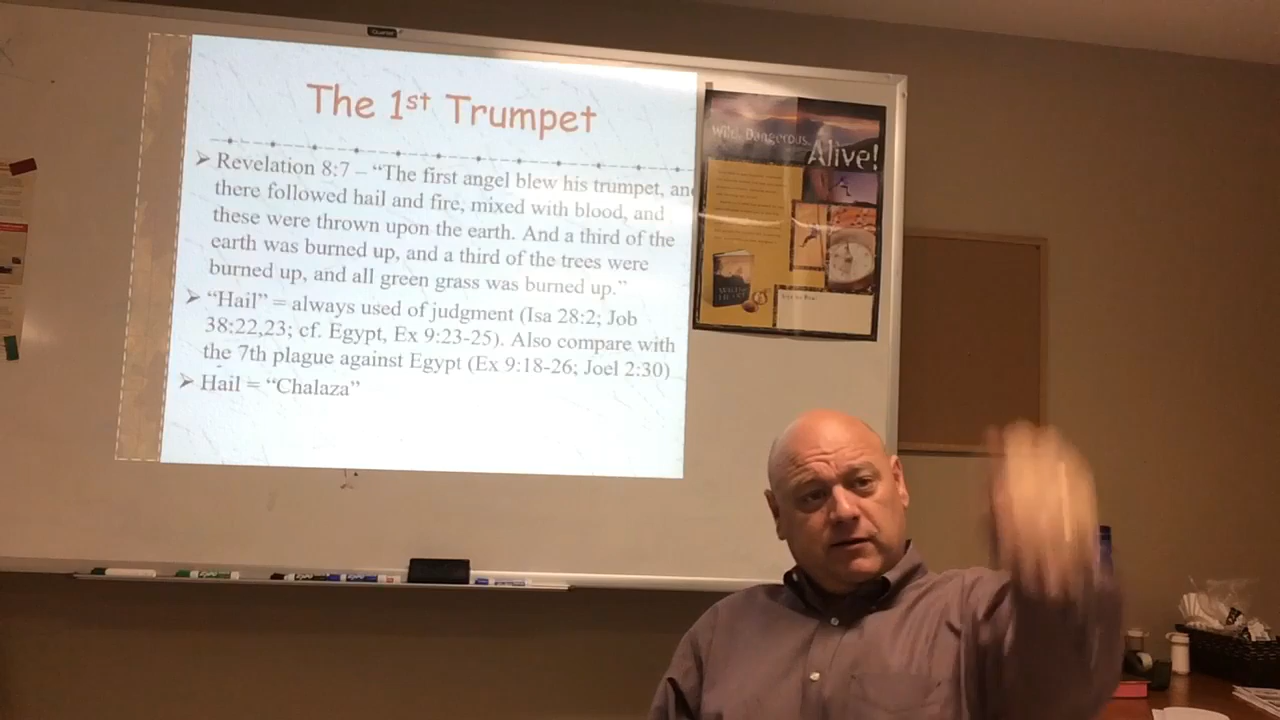 The 1st Trumpet
Revelation 8:7 – “The first angel blew his trumpet, and
there followed hail and fire, mixed with blood, and
these were thrown upon the earth. And a third of the
earth was burned up, and a third of the trees were
burned up, and all green grass was burned up.”
“Hail” = always used of judgment (Isa 28:2; Job
38:22,23; cf. Egypt, Ex 9:23-25). Also compare with
the 7th plague against Egypt (Ex 9:18-26; Joel 2:30)
Hail = “Chalaza”
Wild. Dangerous.
Alive!
Quartet
EXPO